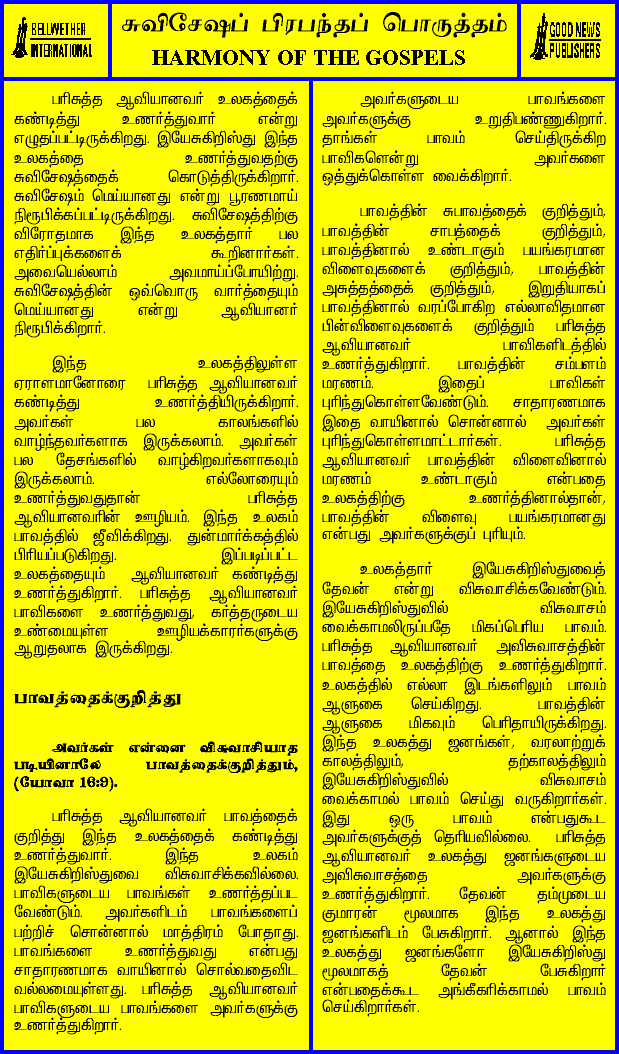 BELLWETHER
INTERNATIONAL
சுவிசேஷப் பிரபந்தப் பொருத்தம்
HARMONY OF THE GOSPELS
GOOD NEWS
PUBLISHERS
பரிசுத்த ஆவியானவர் உலகத்தைக்
கண்டித்து உணர்த்துவார் என்று
எழுதப்பட்டிருக்கிறது. இயேசுகிறிஸ்து இந்த
உலகத்தை உணர்த்துவதற்கு
சுவிசேஷத்தைக் கொடுத்திருக்கிறார்.
சுவிசேஷம் மெய்யானது என்று பூரணமாய்
நிரூபிக்கப்பட்டிருக்கிறது. சுவிசேஷத்திற்கு
விரோதமாக இந்த உலகத்தார் பல
எதிர்ப்புக்களைக் கூறினார்கள்.
அவையெல்லாம் அவமாய்ப்போயிற்று.
சுவிசேஷத்தின் ஒவ்வொரு வார்த்தையும்
மெய்யானது என்று ஆவியானர்
நிரூபிக்கிறார்.
இந்த உலகத்திலுள்ள
ஏராளமானோரை பரிசுத்த ஆவியானவர்
கண்டித்து உணர்த்தியிருக்கிறார்.
அவர்கள் பல காலங்களில்
வாழ்ந்தவர்களாக இருக்கலாம். அவர்கள்
பல தேசங்களில் வாழ்கிறவர்களாகவும்
இருக்கலாம். எல்லோரையும்
உணர்த்துவதுதான் பரிசுத்த
ஆவியானவரின் ஊழியம். இந்த உலகம்
பாவத்தில் ஜீவிக்கிறது. துன்மார்க்கத்தில்
பிரியப்படுகிறது. இப்படிப்பட்ட
உலகத்தையும் ஆவியானவர் கண்டித்து
உணர்த்துகிறார். பரிசுத்த ஆவியானவர்
பாவிகளை உணர்த்துவது, கர்த்தருடைய
உண்மையுள்ள ஊழியக்காரர்களுக்கு
ஆறுதலாக இருக்கிறது.
பாவத்தைக்குறித்து
அவர்கள் என்னை விசுவாசியாத
படியினாலே பாவத்தைக்குறித்தும்,
(யோவா 16:9).
பரிசுத்த ஆவியானவர் பாவத்தைக்
குறித்து இந்த உலகத்தைக் கண்டித்து
உணர்த்துவார். இந்த உலகம்
இயேசுகிறிஸ்துவை விசுவாசிக்கவில்லை.
பாவிகளுடைய பாவங்கள் உணர்த்தப்பட
வேண்டும். அவர்களிடம் பாவங்களைப்
பற்றிச் சொன்னால் மாத்திரம் போதாது.
பாவங்களை உணர்த்துவது என்பது
சாதாரணமாக வாயினால் சொல்வதைவிட
வல்லமையுள்ளது. பரிசுத்த ஆவியானவர்
பாவிகளுடைய பாவங்களை அவர்களுக்கு
உணர்த்துகிறார்.
அவர்களுடைய பாவங்களை
அவர்களுக்கு உறுதிபண்ணுகிறார்.
தாங்கள் பாவம் செய்திருக்கிற
பாவிகளென்று அவர்களை
ஒத்துக்கொள்ள வைக்கிறார்.
பாவத்தின் சுபாவத்தைக் குறித்தும்,
பாவத்தின் சாபத்தைக் குறித்தும்,
பாவத்தினால் உண்டாகும் பயங்கரமான
விளைவுகளைக் குறித்தும், பாவத்தின்
அசுத்தத்தைக் குறித்தும், இறுதியாகப்
பாவத்தினால் வரப்போகிற எல்லாவிதமான
பின்விளைவுகளைக் குறித்தும் பரிசுத்த
ஆவியானவர் பாவிகளிடத்தில்
உணர்த்துகிறார். பாவத்தின் சம்பளம்
மரணம். இதைப் பாவிகள்
புரிந்துகொள்ளவேண்டும். சாதாரணமாக
இதை வாயினால் சொன்னால் அவர்கள்
புரிந்துகொள்ளமாட்டார்கள். பரிசுத்த
ஆவியானவர் பாவத்தின் விளைவினால்
மரணம் உண்டாகும் என்பதை
உலகத்திற்கு உணர்த்தினால்தான்,
பாவத்தின் விளைவு பயங்கரமானது
என்பது அவர்களுக்குப் புரியும்.
உலகத்தார் இயேசுகிறிஸ்துவைத்
தேவன் என்று விசுவாசிக்கவேண்டும்.
இயேசுகிறிஸ்துவில் விசுவாசம்
வைக்காமலிருப்பதே மிகப்பெரிய பாவம்.
பரிசுத்த ஆவியானவர் அவிசுவாசத்தின்
பாவத்தை உலகத்திற்கு உணர்த்துகிறார்.
உலகத்தில் எல்லா இடங்களிலும் பாவம்
ஆளுகை செய்கிறது. பாவத்தின்
ஆளுகை மிகவும் பெரிதாயிருக்கிறது.
இந்த உலகத்து ஜனங்கள், வரலாற்றுக்
காலத்திலும், தற்காலத்திலும்
இயேசுகிறிஸ்துவில் விசுவாசம்
வைக்காமல் பாவம் செய்து வருகிறார்கள்.
இது ஒரு பாவம் என்பதுகூட
அவர்களுக்குத் தெரியவில்லை. பரிசுத்த
ஆவியானவர் உலகத்து ஜனங்களுடைய
அவிசுவாசத்தை அவர்களுக்கு
உணர்த்துகிறார். தேவன் தம்முடைய
குமாரன் மூலமாக இந்த உலகத்து
ஜனங்களிடம் பேசுகிறார். ஆனால் இந்த
உலகத்து ஜனங்களோ இயேசுகிறிஸ்து
மூலமாகத் தேவன் பேசுகிறார்
என்பதைக்கூட அங்கீகரிக்காமல் பாவம்
செய்கிறார்கள்.